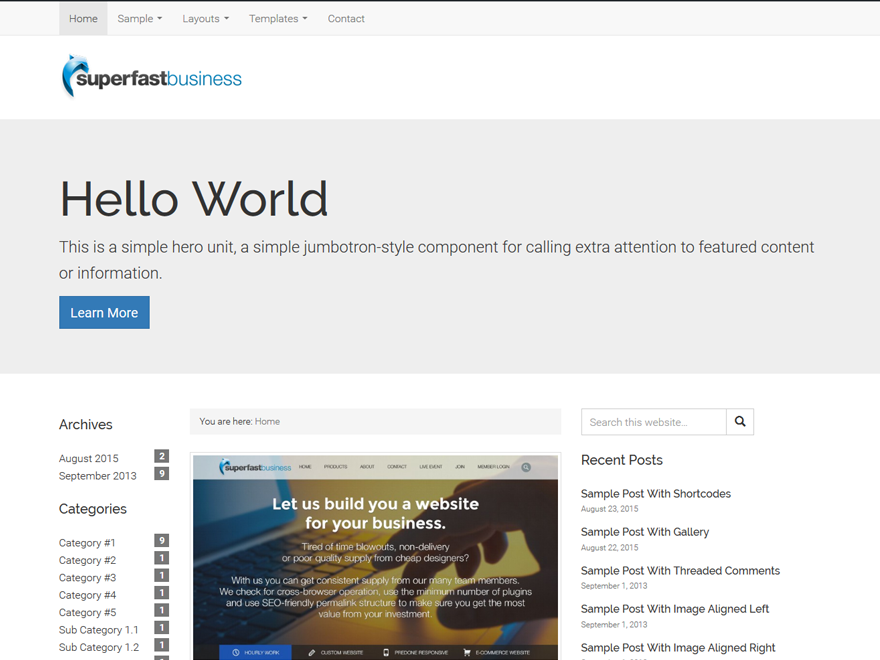 Home Sample Layouts Templates Contact
superfastbusiness
Hello World
This is a simple hero unit, a simple jumbotron-style component for calling extra attention to featured content
or information.
Learn More
Archives
August 2015 2
September 2013 9
Categories
Category #1 9
Category #2 1
Category #3 1
Category #4 1
Category #5 1
Sub Category 1.1 1
Sub Category 1.2 1
You are here: Home
superfastbusiness HOME PRODUCTS ABOUT CONTACT LIVE EVENT JOIN MEMBER LOGIN
Let us build you a website
for your business.
Tired of time blowouts, non-delivery
or poor quality supply from cheap designers?
With us you can get consistent supply from our many team members.
We check for cross-browser operation, use the minimum number of plugins
and use SEO-friendly permalink structure to make sure you get the most
value from your investment.
HOURLY WORK CUSTOM WEBSITE PREDONE RESPONSIVE E-COMMERCE WEBSITE
Search this website...
Recent Posts
Sample Post With Shortcodes
August 23, 2015
Sample Post With Gallery
August 22, 2015
Sample Post With Threaded Comments
September 1, 2013
Sample Post With Image Aligned Left
September 1, 2013
Sample Post With Image Aligned Right